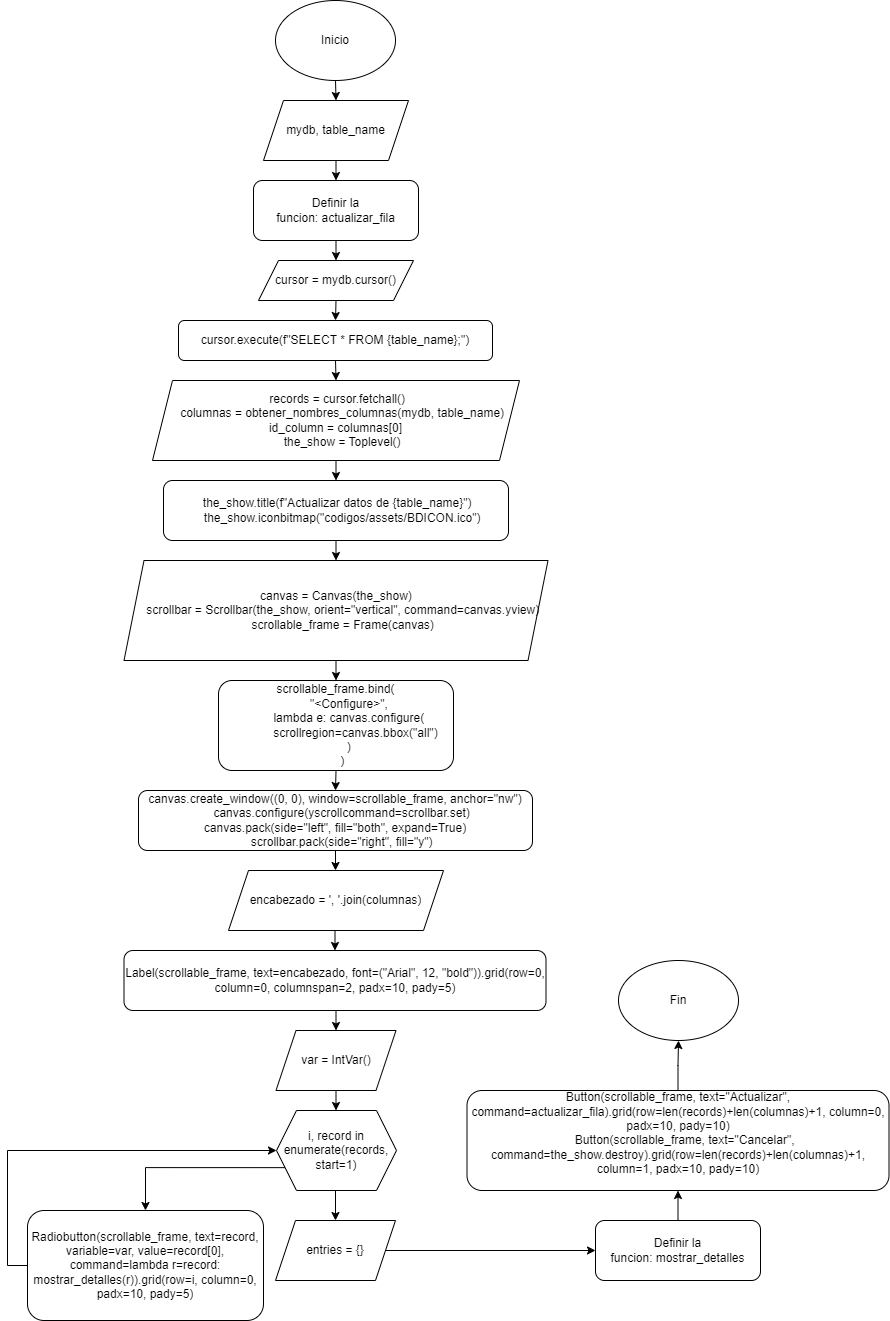 Inicio
mydb, table_name
Definir la
funcion: actualizar_fila
cursor = mydb.cursor()
cursor.execute(f"SELECT * FROM {table_name};")
records = cursor.fetchall()
columnas = obtener_nombres_columnas(mydb, table_name)
id_column = columnas[0]
the_show = Toplevel()
the_show.title(f"Actualizar datos de {table_name}")
the_show.iconbitmap("codigos/assets/BDICON.ico")
canvas = Canvas(the_show)
scrollbar = Scrollbar(the_show, orient="vertical", command=canvas.yview)
scrollable_frame = Frame(canvas)
scrollable_frame.bind(
"<Configure>",
lambda e: canvas.configure(
scrollregion=canvas.bbox("all")
)
)
canvas.create_window((0, 0), window=scrollable_frame, anchor="nw")
canvas.configure(yscrollcommand=scrollbar.set)
canvas.pack(side="left", fill="both", expand=True)
scrollbar.pack(side="right", fill="y")
encabezado = ', '.join(columnas)
Label(scrollable_frame, text=encabezado, font=("Arial", 12, "bold")).grid(row=0,
column=0, columnspan=2, padx=10, pady=5)
var = IntVar()
i, record in
enumerate(records,
start=1)
Radiobutton(scrollable_frame, text=record,
variable=var, value=record[0],
command=lambda r=record:
mostrar_detalles(r)).grid(row=i, column=0,
padx=10, pady=5)
entries = {}
Definir la
funcion: mostrar_detalles
Button(scrollable_frame, text="Actualizar",
command=actualizar_fila).grid(row=len(records)+len(columnas)+1, column=0,
padx=10, pady=10)
Button(scrollable_frame, text="Cancelar",
command=the_show.destroy).grid(row=len(records)+len(columnas)+1,
column=1, padx=10, pady=10)
Fin